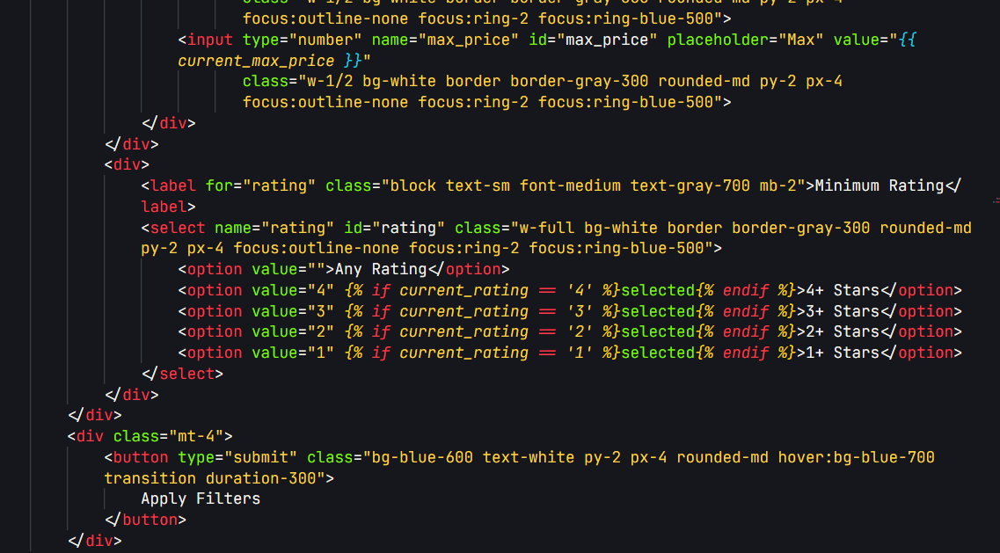 class="w-1/2 bg-white border border-gray-300 rounded-md py-2 px-4
focus:outline-none focus:ring-2 focus:ring-blue-500">
<input type="number" name="max_price" id="max_price" placeholder="Max" value="{{
current_max_price }}"
class="w-1/2 bg-white border border-gray-300 rounded-md py-2 px-4
focus:outline-none focus:ring-2 focus:ring-blue-500">
</div>
</div>
<div>
<label for="rating" class="block text-sm font-medium text-gray-700 mb-2">Minimum Rating</
label>
<select name="rating" id="rating" class="w-full bg-white border border-gray-300 rounded-md
py-2 px-4 focus:outline-none focus:ring-2 focus:ring-blue-500">
<option value="">Any Rating</option>
<option value="4" {% if current_rating == '4' %}selected{% endif %}>4+ Stars</option>
<option value="3" {% if current_rating == '3' %}selected{% endif %}>3+ Stars</option>
<option value="2" {% if current_rating == '2' %}selected{% endif %}>2+ Stars</option>
<option value="1" {% if current_rating == '1' %}selected{% endif %}>1+ Stars</option>
</select>
</div>
</div>
<div class="mt-4">
<button type="submit" class="bg-blue-600 text-white py-2 px-4 rounded-md hover:bg-blue-700
transition duration-300">
Apply Filters
</button>
</div>